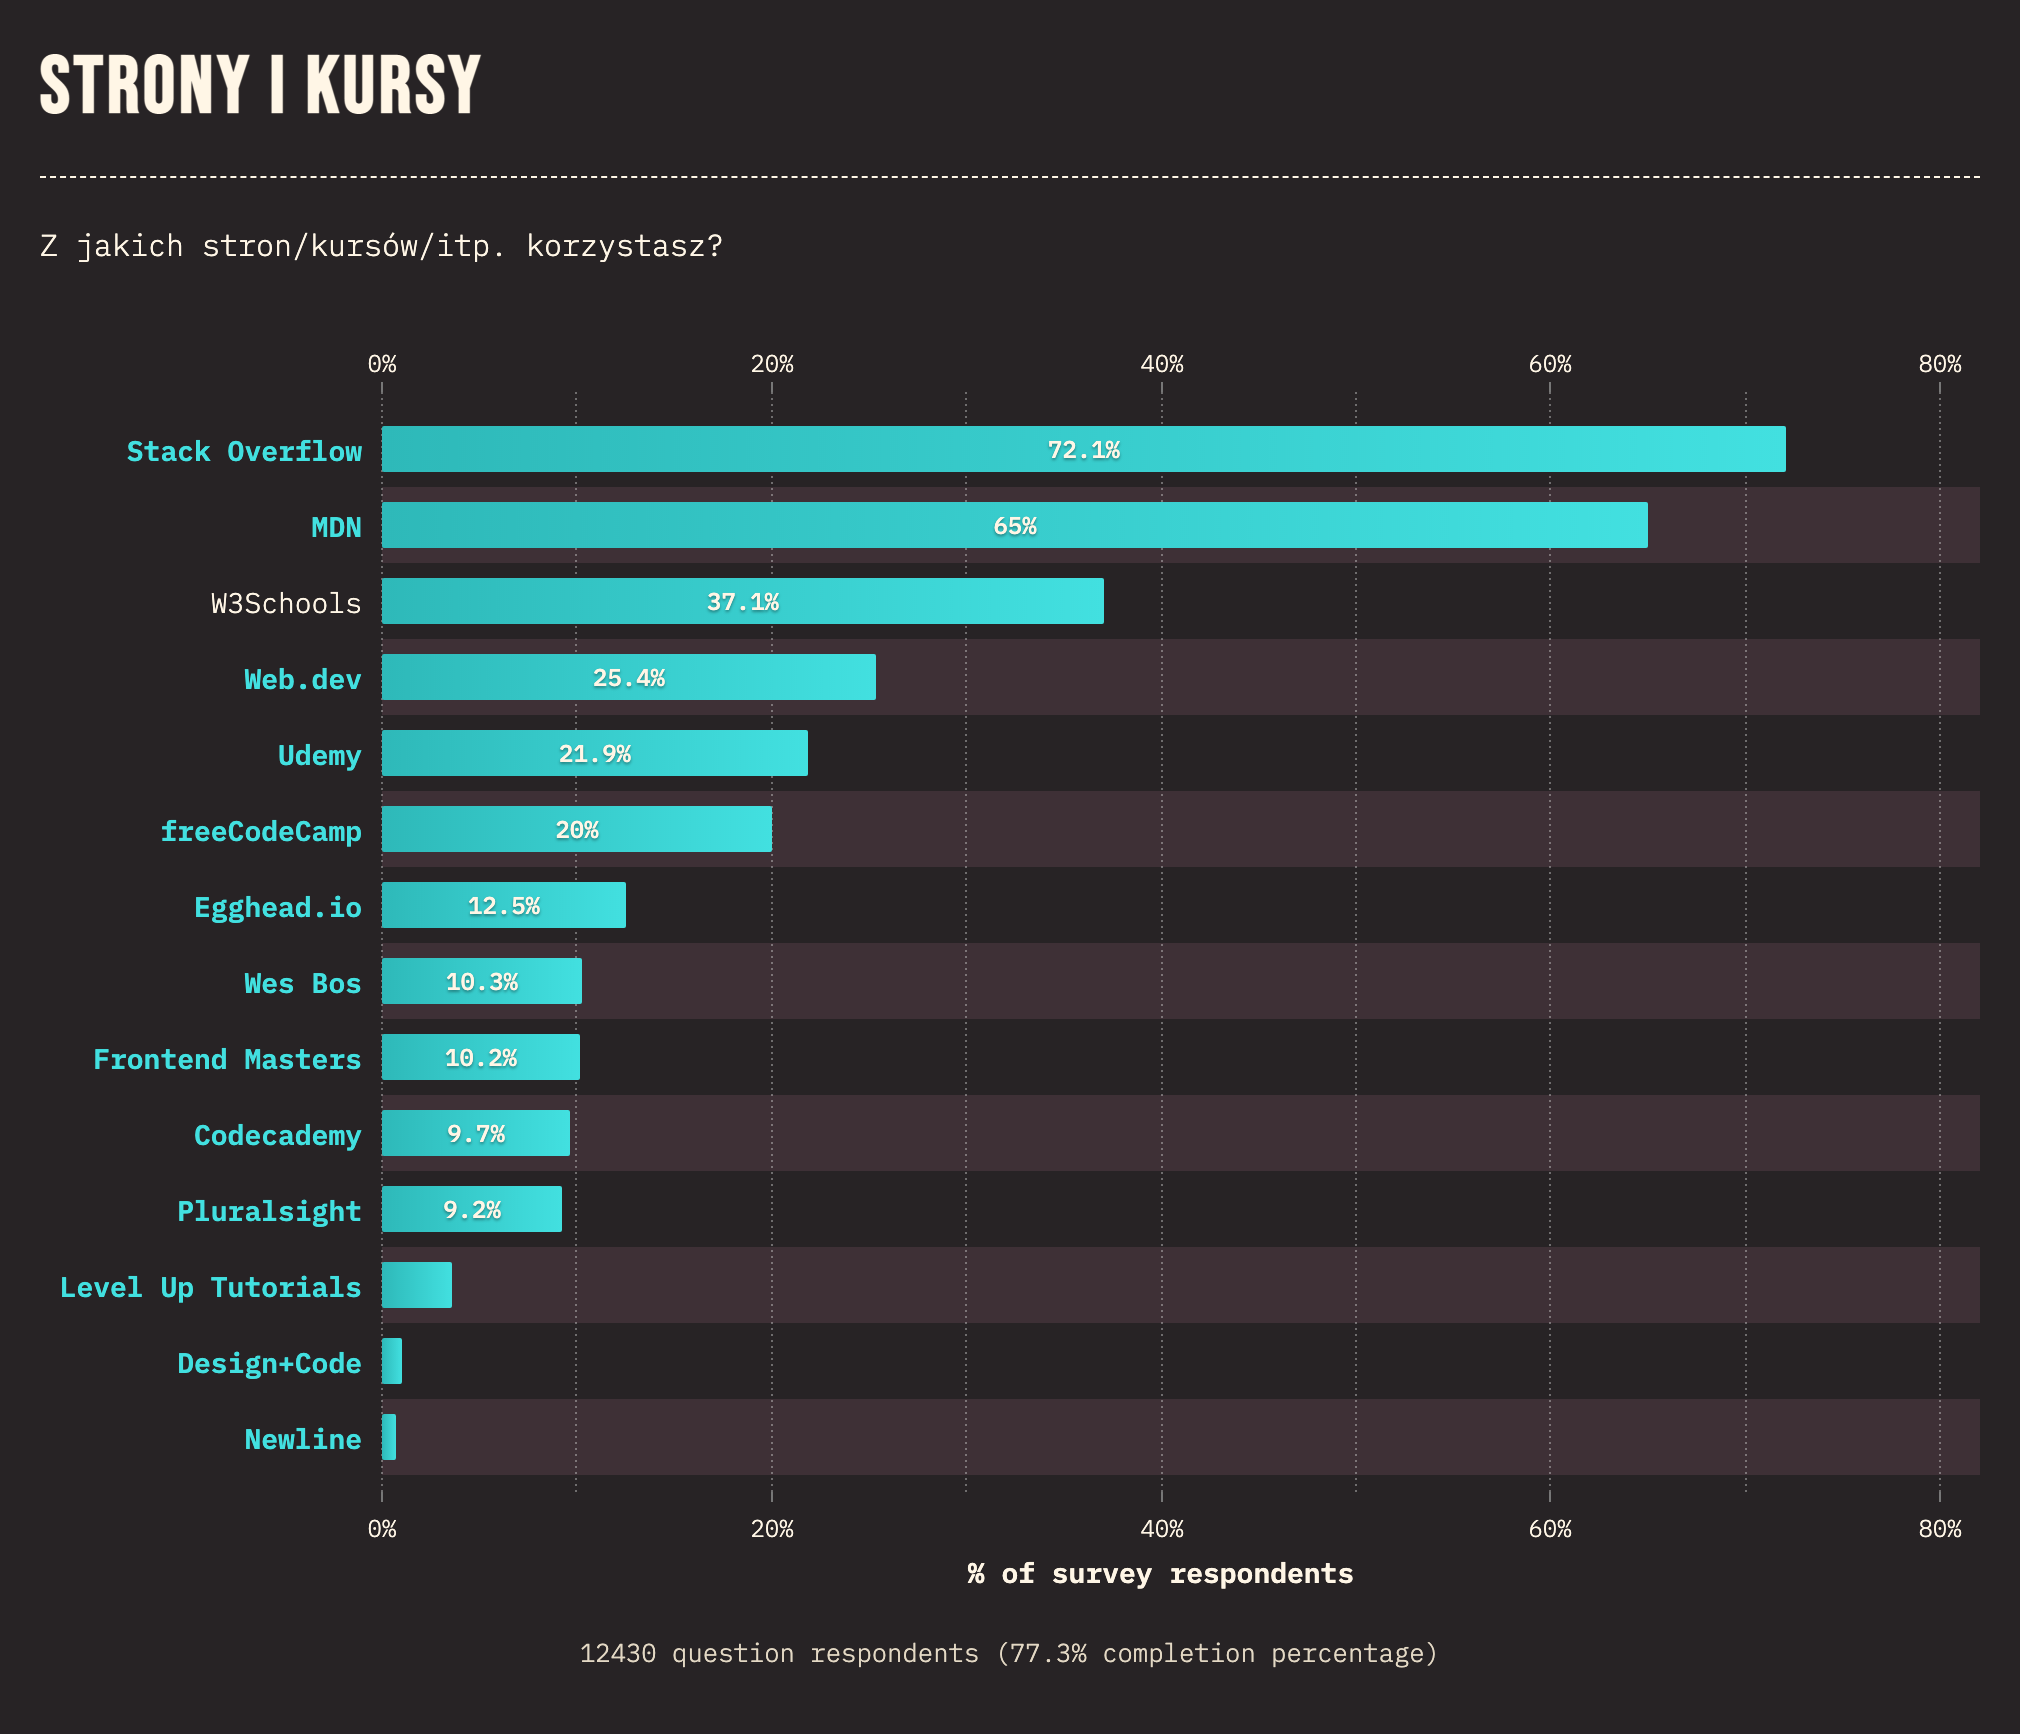 STRONY I KURSY
Z jakich stron/kursów/itp. korzystasz?
0% 20% 40% 60% 80%
Stack Overflow 72.1%
MDN 65%
W3Schools 37.1%
Web.dev 25.4%
Udemy 21.9%
freeCodeCamp 20%
Egghead.io 12.5%
Wes Bos 10.3%
Frontend Masters 10.2%
Codecademy 9.7%
Pluralsight 9.2%
Level Up Tutorials
Design+Code
Newline
0% 20% 40% 60% 80%
% of survey respondents
12430 question respondents (77.3% completion percentage)